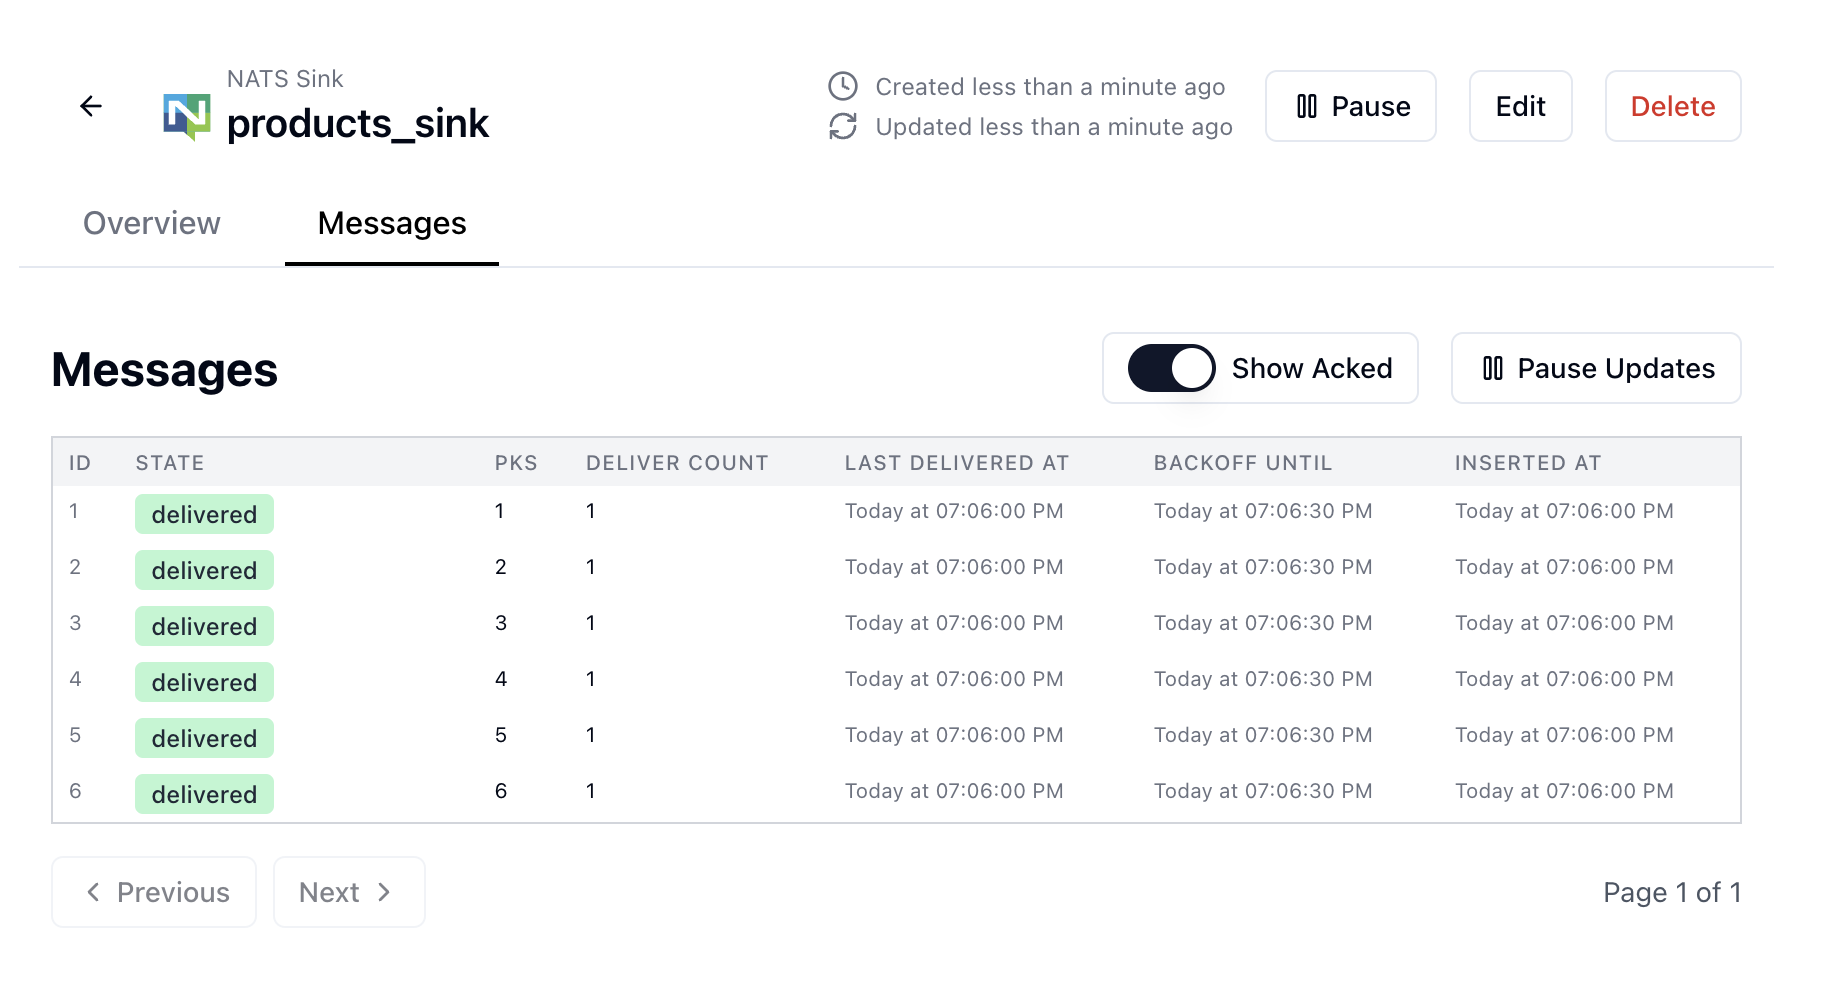 NATS Sink
products_sink
Created less than a minute ago
Updated less than a minute ago
Pause
Edit
Delete
Overview
Messages
Messages
Show Acked
Pause Updates
ID STATE PKS DELIVER COUNT LAST DELIVERED AT BACKOFF UNTIL INSERTED AT
1 delivered 1 1 Today at 07:06:00 PM Today at 07:06:30 PM Today at 07:06:00 PM
2 delivered 2 1 Today at 07:06:00 PM Today at 07:06:30 PM Today at 07:06:00 PM
3 delivered 3 1 Today at 07:06:00 PM Today at 07:06:30 PM Today at 07:06:00 PM
4 delivered 4 1 Today at 07:06:00 PM Today at 07:06:30 PM Today at 07:06:00 PM
5 delivered 5 1 Today at 07:06:00 PM Today at 07:06:30 PM Today at 07:06:00 PM
6 delivered 6 1 Today at 07:06:00 PM Today at 07:06:30 PM Today at 07:06:00 PM
Previous
Next
Page 1 of 1